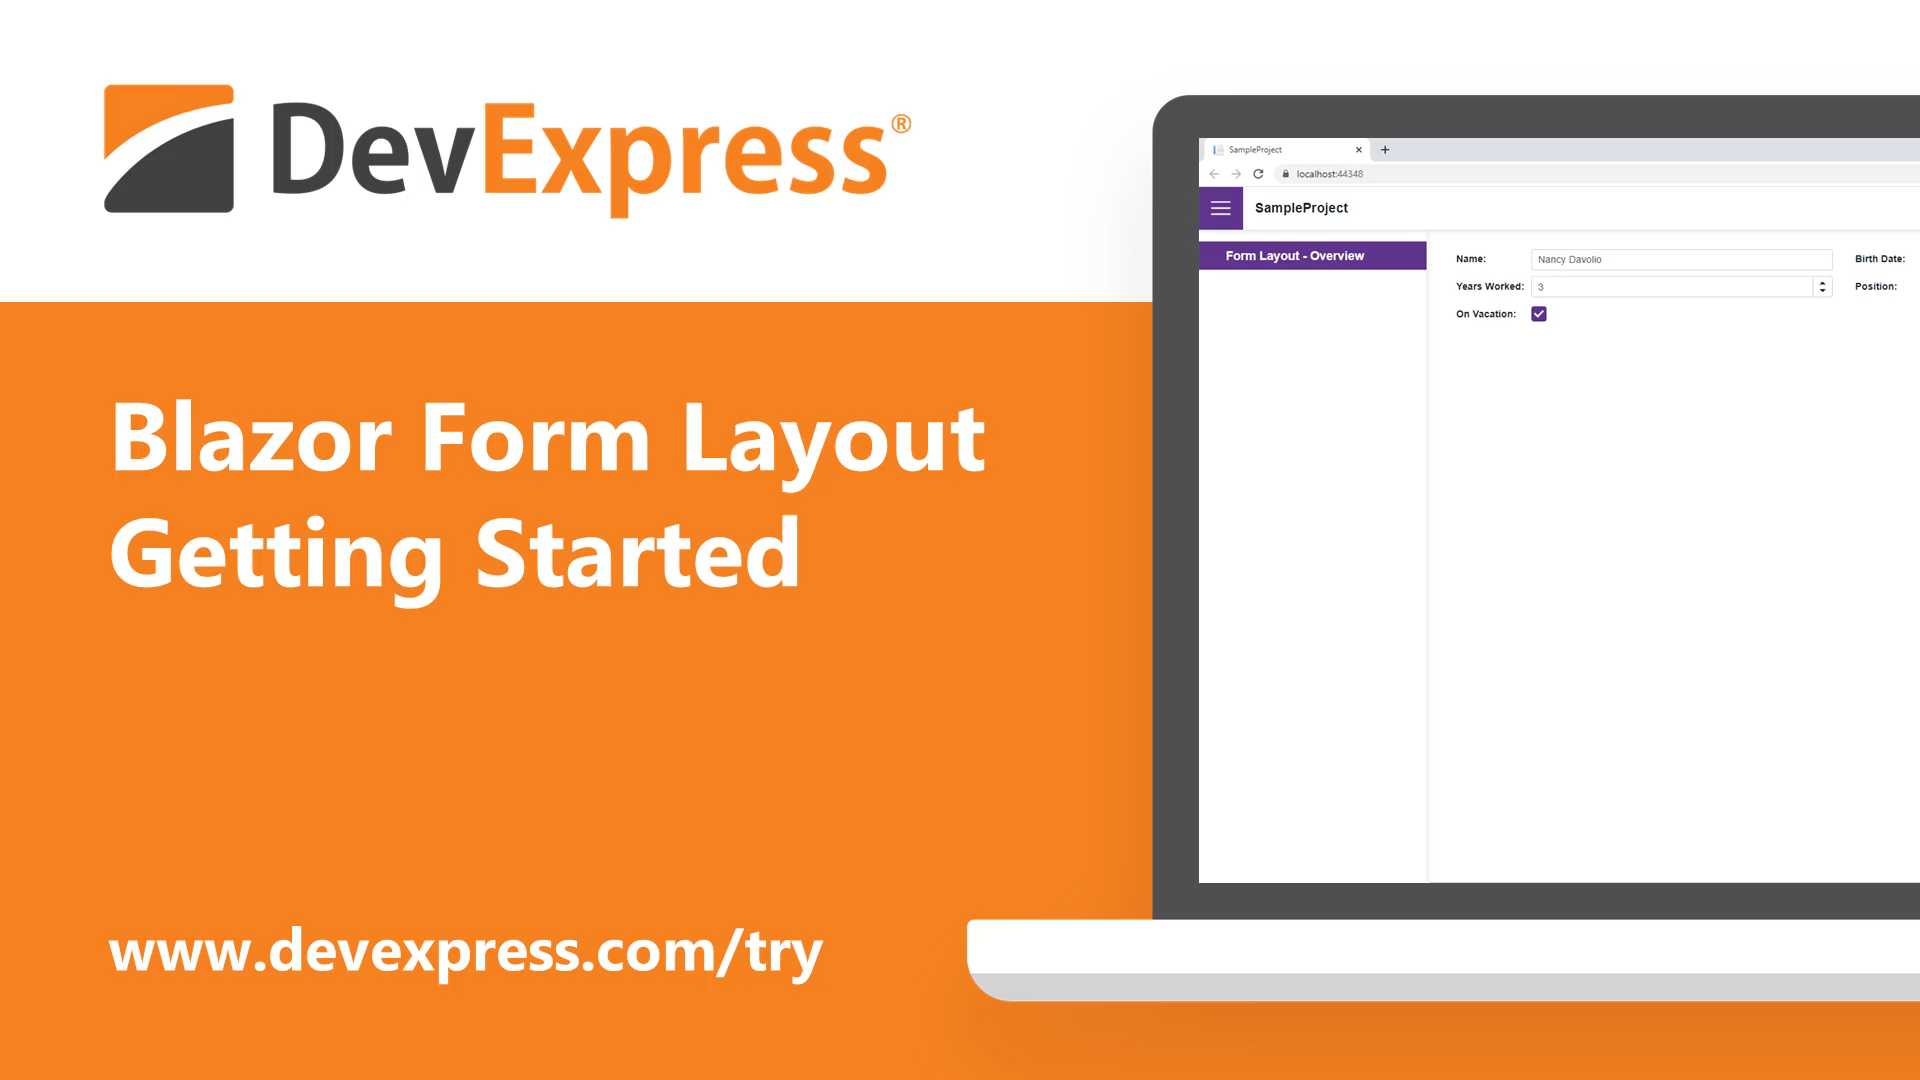 DevExpress®
Blazor Form Layout
Getting Started
www.devexpress.com/try
SampleProject
localhost:44348
SampleProject
Form Layout - Overview
Name: Nancy Davolio Birth Date:
Years Worked: 3 Position:
On Vacation: